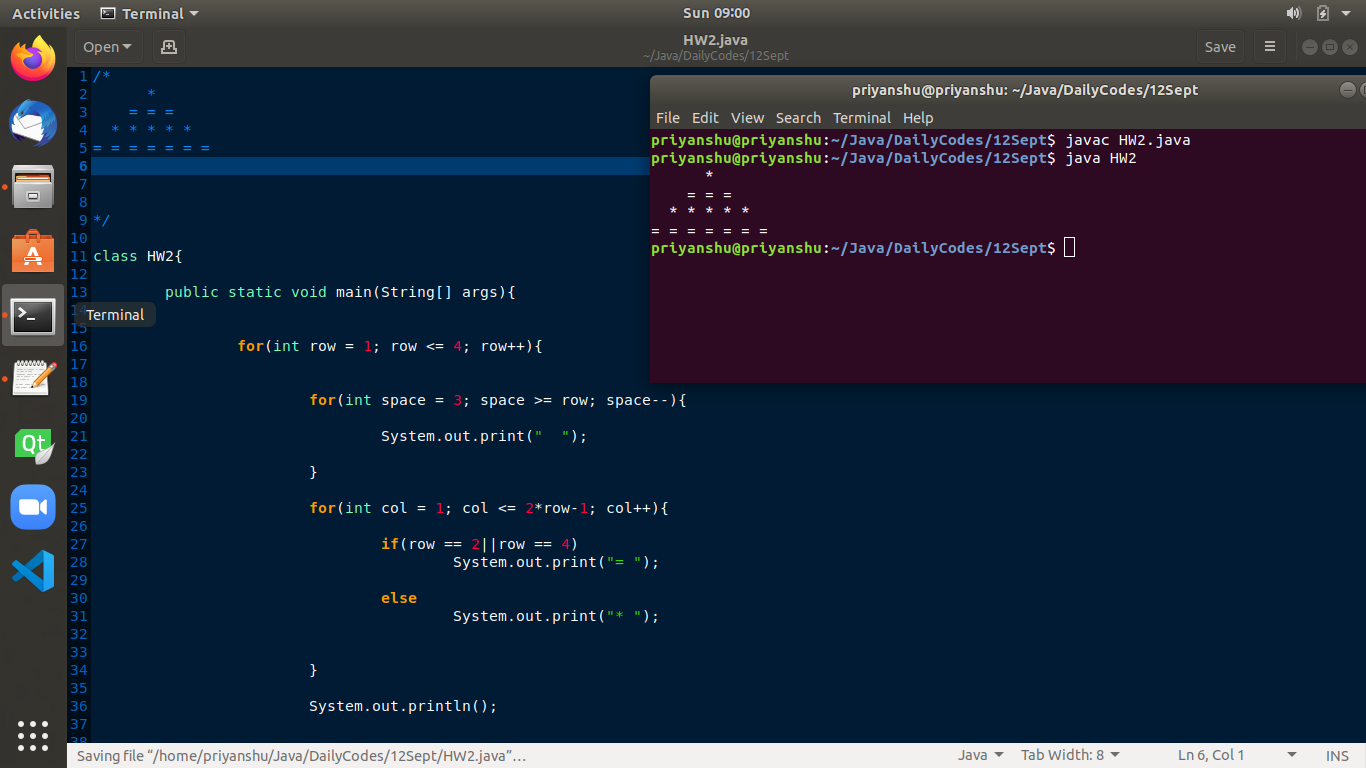 Activities Terminal Sun 09:00
Open HW2.java Save
~/Java/DailyCodes/12Sept
1 /*
2       *
3     = = =
4   * * * * *
5 = = = = = = =
6
7
8
9 */
10
11 class HW2{
12
13         public static void main(String[] args){
14
15
16                 for(int row = 1; row <= 4; row++){
17
18
19                         for(int space = 3; space >= row; space--){
20
21                                 System.out.print("  ");
22
23                         }
24
25                         for(int col = 1; col <= 2*row-1; col++){
26
27                                 if(row == 2||row == 4)
28                                         System.out.print("= ");
29
30                                 else
31                                         System.out.print("* ");
32
33
34                         }
35
36                         System.out.println();
37
38
Terminal
priyanshu@priyanshu: ~/Java/DailyCodes/12Sept
File Edit View Search Terminal Help
priyanshu@priyanshu:~/Java/DailyCodes/12Sept$ javac HW2.java
priyanshu@priyanshu:~/Java/DailyCodes/12Sept$ java HW2
      *
    = = =
  * * * * *
= = = = = = =
priyanshu@priyanshu:~/Java/DailyCodes/12Sept$
Qt
Saving file “/home/priyanshu/Java/DailyCodes/12Sept/HW2.java”… Java Tab Width: 8 Ln 6, Col 1 INS